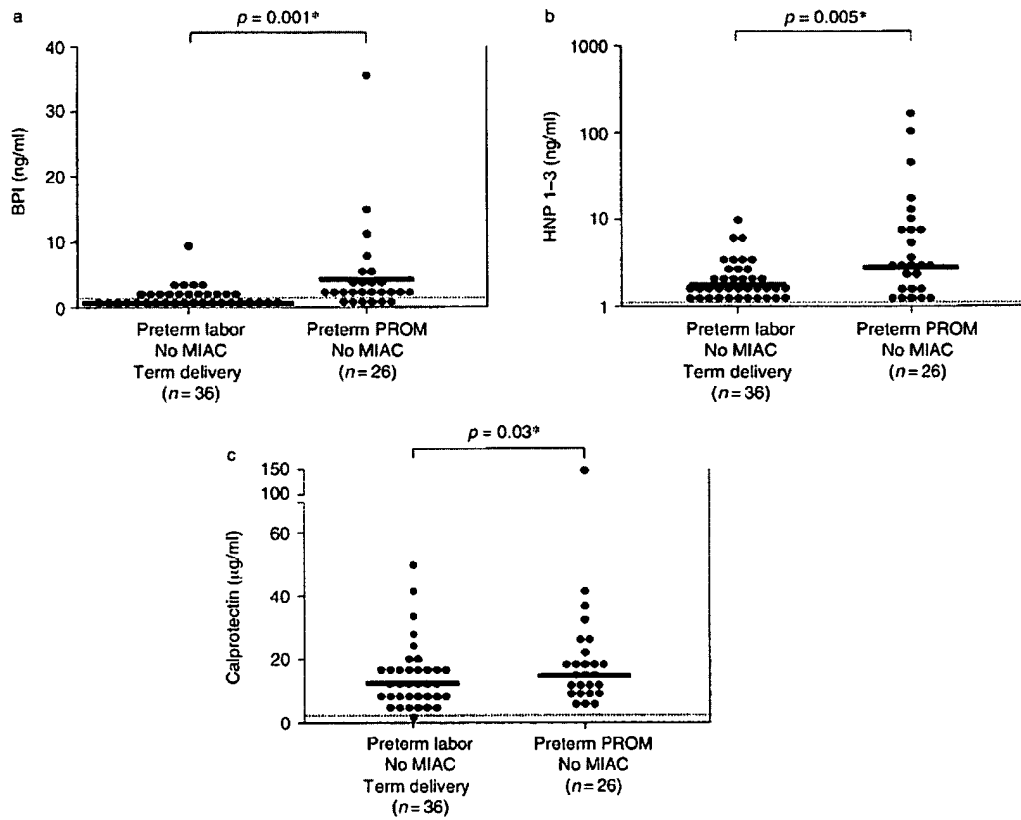 a
p = 0.001*
40
30
20
10
0
BPI (ng/ml)
Preterm labor
No MIAC
Term delivery
(n = 36)
Preterm PROM
No MIAC
(n = 26)
b
p = 0.005*
1000
100
10
1
HNP 1–3 (ng/ml)
Preterm labor
No MIAC
Term delivery
(n = 36)
Preterm PROM
No MIAC
(n = 26)
c
p = 0.03*
150
100
60
40
20
0
Calprotectin (μg/ml)
Preterm labor
No MIAC
Term delivery
(n = 36)
Preterm PROM
No MIAC
(n = 26)